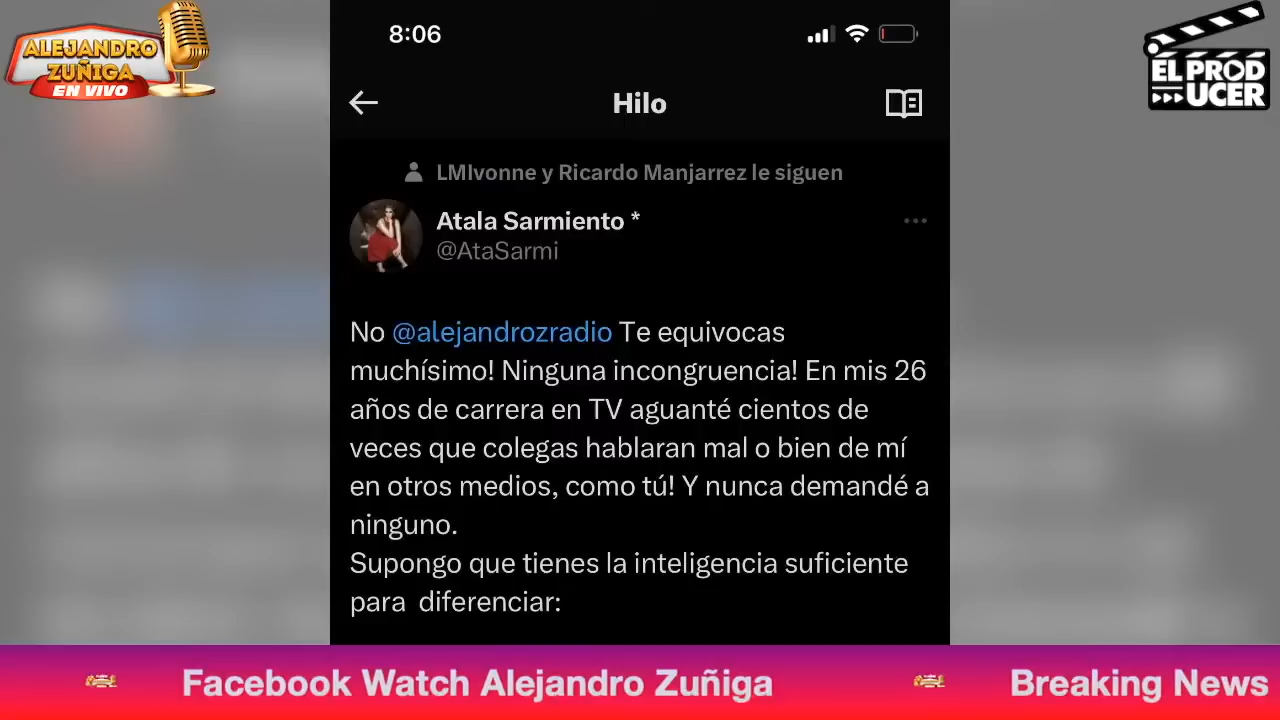 ALEJANDRO
ZUÑIGA
EN VIVO
8:06
EL PROD
UCER
Hilo
LMIvonne y Ricardo Manjarrez le siguen
Atala Sarmiento *
@AtaSarmi
No @alejandrozradio Te equivocas
muchísimo! Ninguna incongruencia! En mis 26
años de carrera en TV aguanté cientos de
veces que colegas hablaran mal o bien de mí
en otros medios, como tú! Y nunca demandé a
ninguno.
Supongo que tienes la inteligencia suficiente
para  diferenciar:
Facebook Watch Alejandro Zuñiga
Breaking News